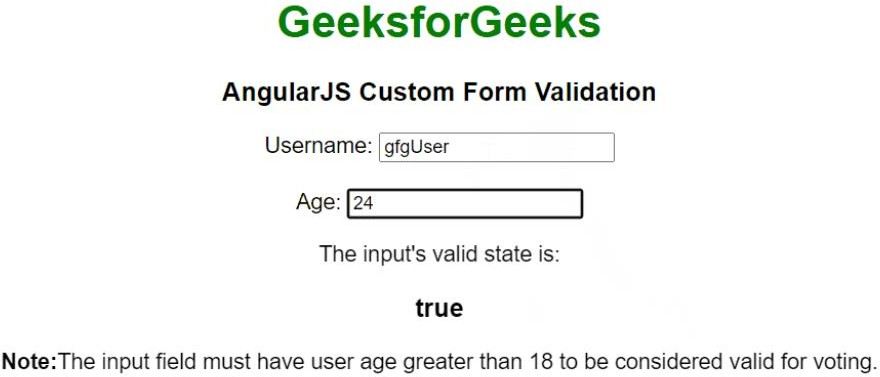 GeeksforGeeks
AngularJS Custom Form Validation
Username: gfgUser
Age: 24
The input's valid state is:
true
Note:The input field must have user age greater than 18 to be considered valid for voting.